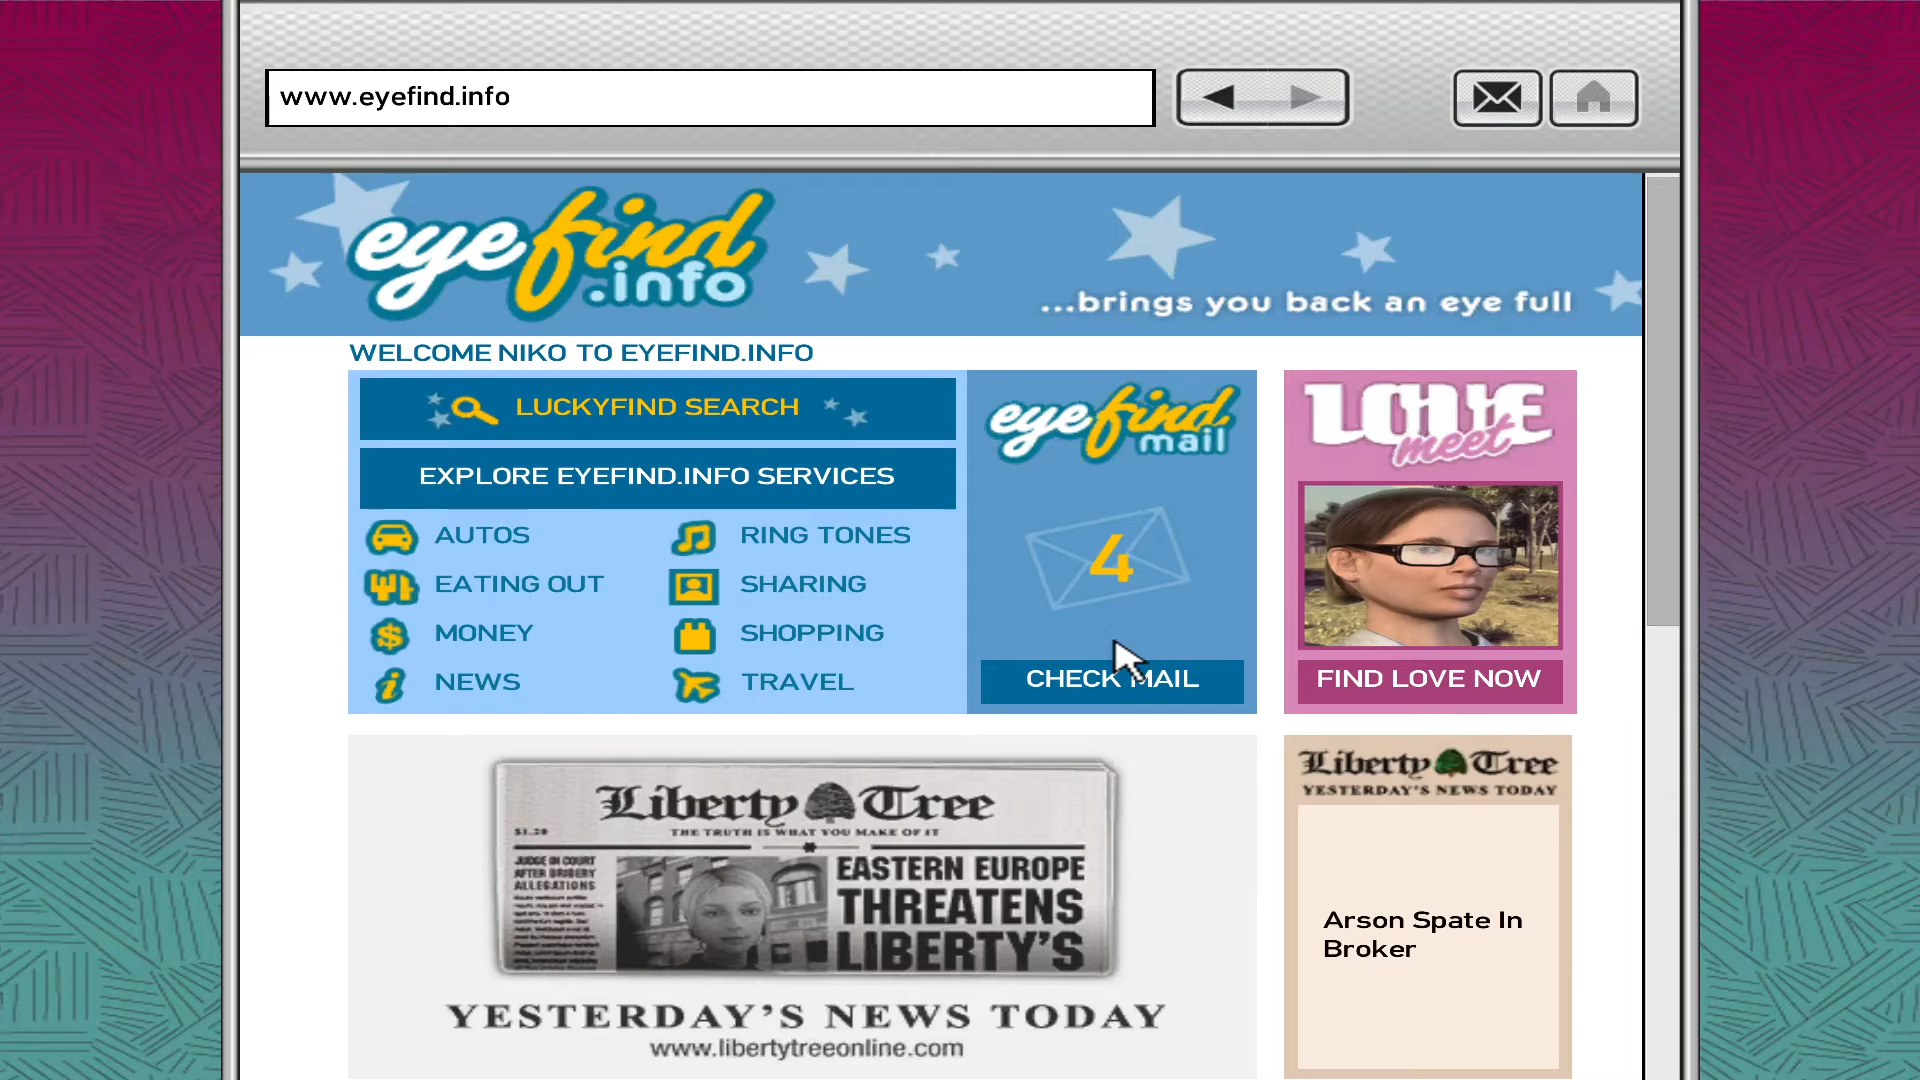 www.eyefind.info
eyefind
.info
...brings you back an eye full
WELCOME NIKO TO EYEFIND.INFO
LUCKYFIND SEARCH
EXPLORE EYEFIND.INFO SERVICES
AUTOS
RING TONES
EATING OUT
SHARING
MONEY
SHOPPING
NEWS
TRAVEL
eyefind
mail
4
CHECK MAIL
LOVE
meet
FIND LOVE NOW
Liberty Tree
$1.20
THE TRUTH IS WHAT YOU MAKE OF IT
JUDGE IN COURT
AFTER BRIBERY
ALLEGATIONS
EASTERN EUROPE
THREATENS
LIBERTY'S
YESTERDAY'S NEWS TODAY
www.libertytreeonline.com
Liberty Tree
YESTERDAY'S NEWS TODAY
Arson Spate In
Broker